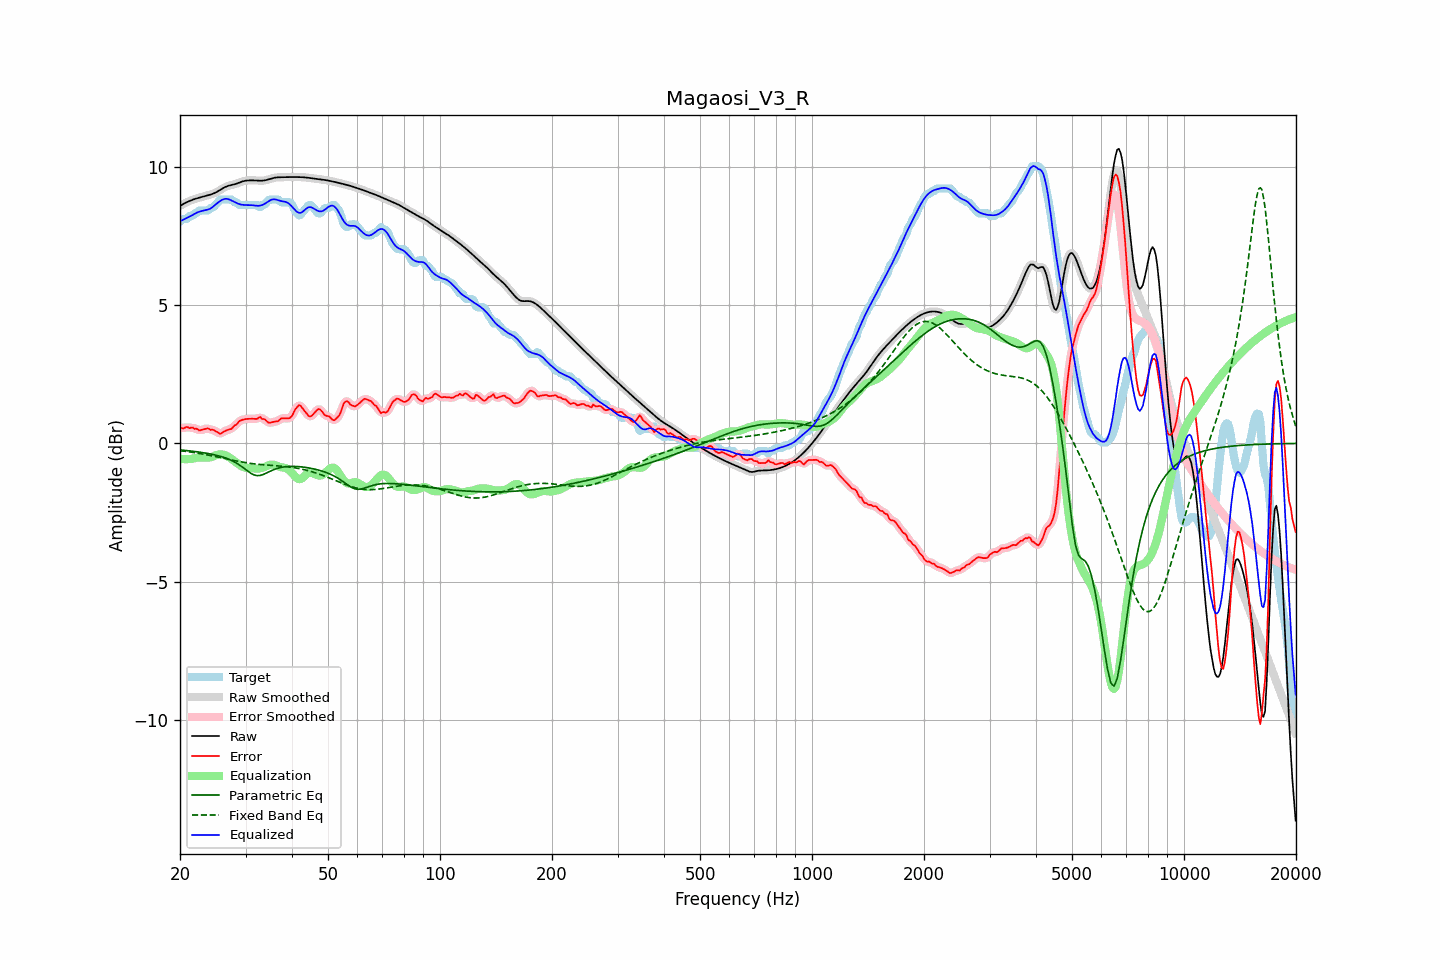 Magaosi_V3_R
Amplitude (dBr)
10
5
0
−5
−10
Target
Raw Smoothed
Error Smoothed
Raw
Error
Equalization
Parametric Eq
Fixed Band Eq
Equalized
20 50 100 200 500 1000 2000 5000 10000 20000
Frequency (Hz)